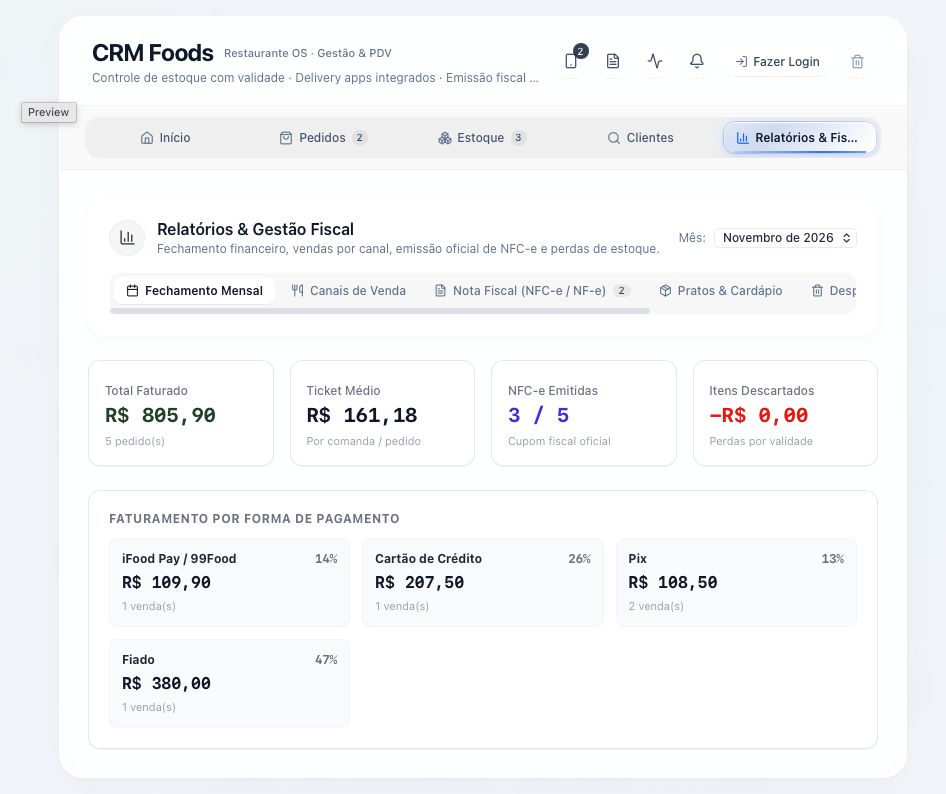 CRM Foods Restaurante OS · Gestão & PDV
Controle de estoque com validade · Delivery apps integrados · Emissão fiscal ...
2
Fazer Login
Preview
Início
Pedidos 2
Estoque 3
Clientes
Relatórios & Fis...
Relatórios & Gestão Fiscal
Fechamento financeiro, vendas por canal, emissão oficial de NFC-e e perdas de estoque.
Mês: Novembro de 2026
Fechamento Mensal
Canais de Venda
Nota Fiscal (NFC-e / NF-e) 2
Pratos & Cardápio
Desp
Total Faturado
R$ 805,90
5 pedido(s)
Ticket Médio
R$ 161,18
Por comanda / pedido
NFC-e Emitidas
3 / 5
Cupom fiscal oficial
Itens Descartados
−R$ 0,00
Perdas por validade
FATURAMENTO POR FORMA DE PAGAMENTO
iFood Pay / 99Food 14%
R$ 109,90
1 venda(s)
Cartão de Crédito 26%
R$ 207,50
1 venda(s)
Pix 13%
R$ 108,50
2 venda(s)
Fiado 47%
R$ 380,00
1 venda(s)